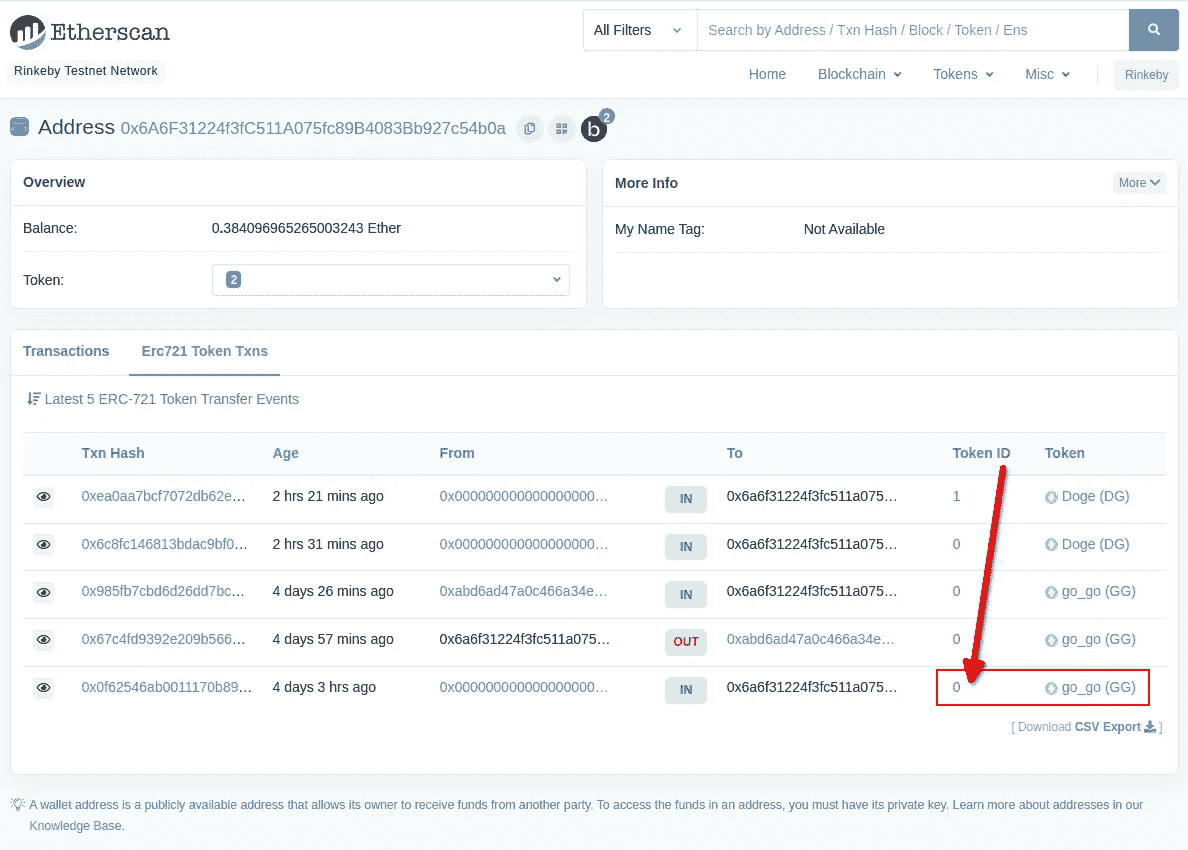 Etherscan
All Filters
Search by Address / Txn Hash / Block / Token / Ens
Rinkeby Testnet Network
Home Blockchain Tokens Misc Rinkeby
Address 0x6A6F31224f3fC511A075fc89B4083Bb927c54b0a b 2
Overview
Balance: 0.384096965265003243 Ether
Token: 2
More Info More
My Name Tag: Not Available
Transactions Erc721 Token Txns
Latest 5 ERC-721 Token Transfer Events
Txn Hash Age From To Token ID Token
0xea0aa7bcf7072db62e... 2 hrs 21 mins ago 0x000000000000000000... IN 0x6a6f31224f3fc511a075... 1 Doge (DG)
0x6c8fc146813bdac9bf0... 2 hrs 31 mins ago 0x000000000000000000... IN 0x6a6f31224f3fc511a075... 0 Doge (DG)
0x985fb7cbd6d26dd7bc... 4 days 26 mins ago 0xabd6ad47a0c466a34e... IN 0x6a6f31224f3fc511a075... 0 go_go (GG)
0x67c4fd9392e209b566... 4 days 57 mins ago 0x6a6f31224f3fc511a075... OUT 0xabd6ad47a0c466a34e... 0 go_go (GG)
0x0f62546ab0011170b89... 4 days 3 hrs ago 0x000000000000000000... IN 0x6a6f31224f3fc511a075... 0 go_go (GG)
[ Download CSV Export ]
A wallet address is a publicly available address that allows its owner to receive funds from another party. To access the funds in an address, you must have its private key. Learn more about addresses in our
Knowledge Base.